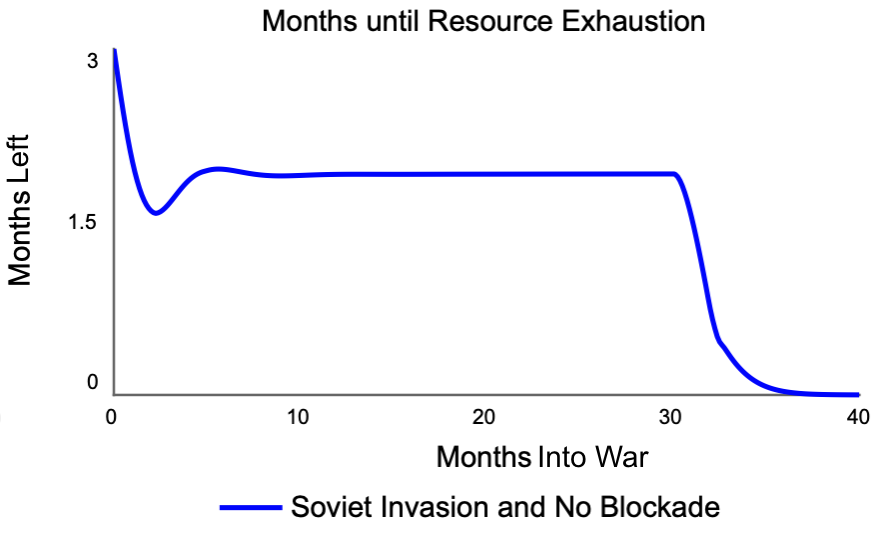 Months until Resource Exhaustion
3
Months Left
1.5
0
0 10 20 30 40
Months Into War
Soviet Invasion and No Blockade